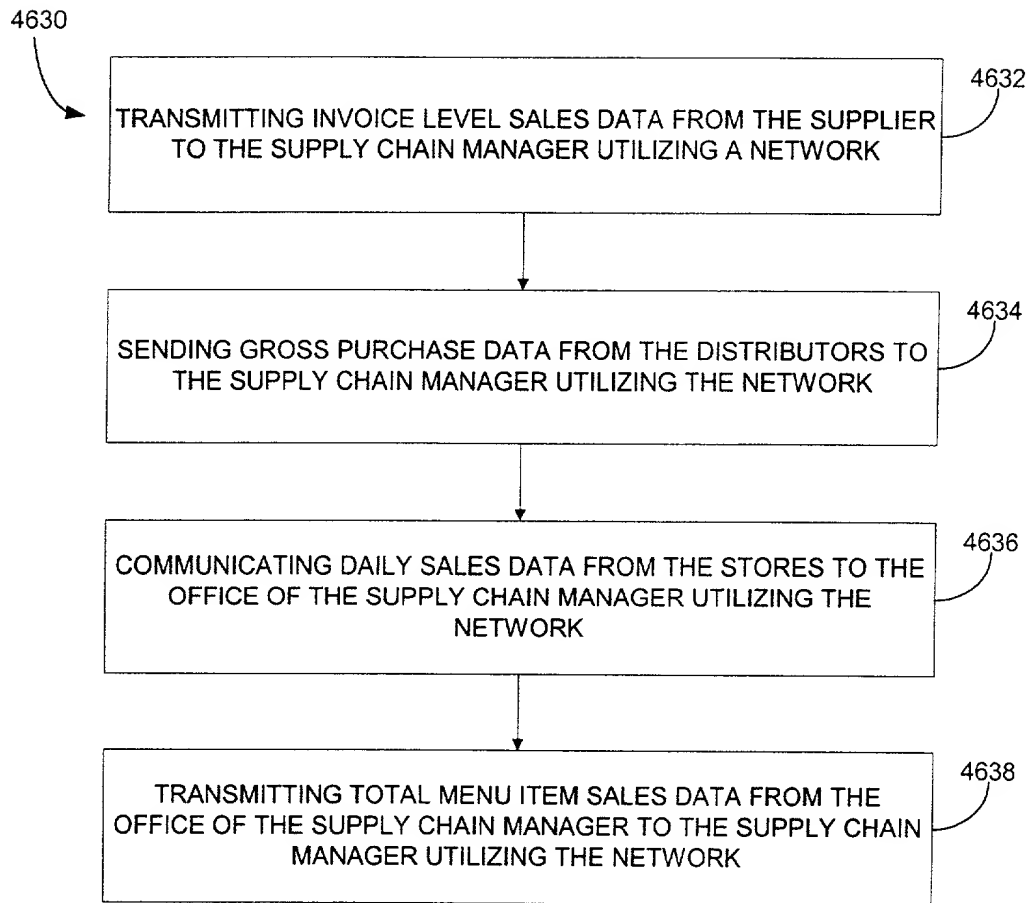 4630
4632
TRANSMITTING INVOICE LEVEL SALES DATA FROM THE SUPPLIER
TO THE SUPPLY CHAIN MANAGER UTILIZING A NETWORK
4634
SENDING GROSS PURCHASE DATA FROM THE DISTRIBUTORS TO
THE SUPPLY CHAIN MANAGER UTILIZING THE NETWORK
4636
COMMUNICATING DAILY SALES DATA FROM THE STORES TO THE
OFFICE OF THE SUPPLY CHAIN MANAGER UTILIZING THE
NETWORK
4638
TRANSMITTING TOTAL MENU ITEM SALES DATA FROM THE
OFFICE OF THE SUPPLY CHAIN MANAGER TO THE SUPPLY CHAIN
MANAGER UTILIZING THE NETWORK